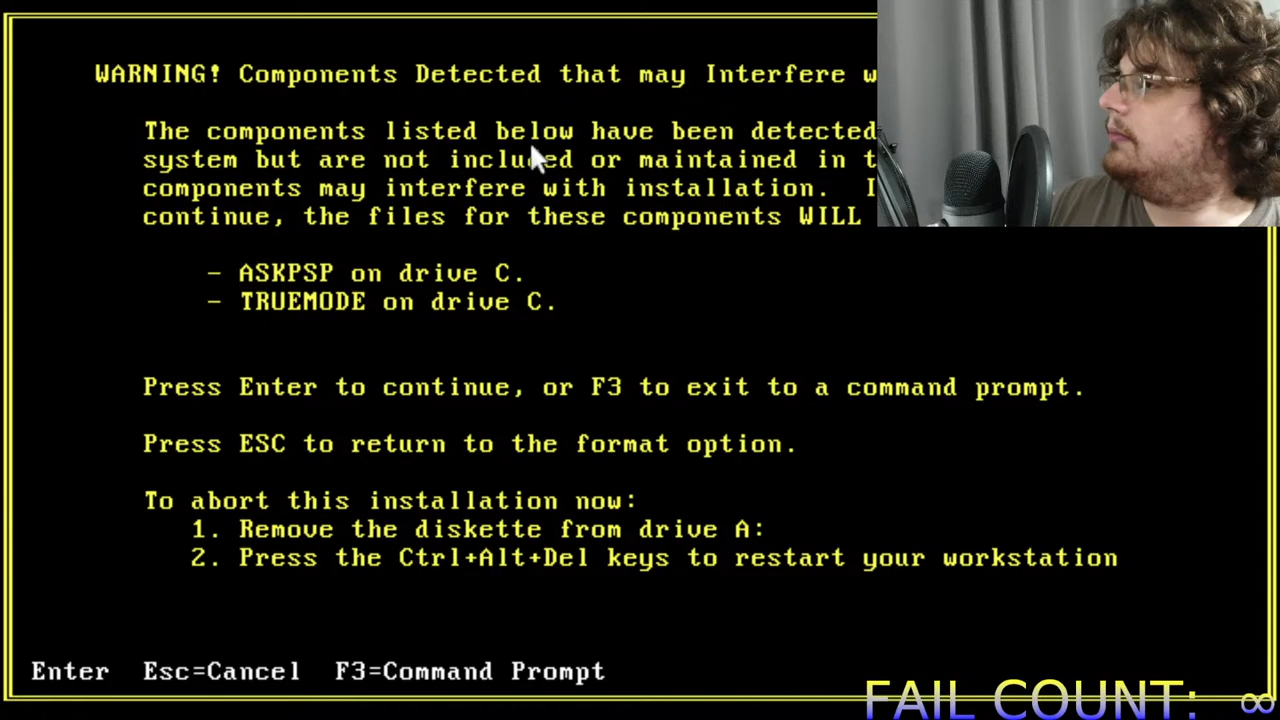 WARNING! Components Detected that may Interfere
The components listed below have been detected
system but are not included or maintained in
components may interfere with installation.
continue, the files for these components WILL
- ASKPSP on drive C.
- TRUEMODE on drive C.
Press Enter to continue, or F3 to exit to a command prompt.
Press ESC to return to the format option.
To abort this installation now:
1. Remove the diskette from drive A:
2. Press the Ctrl+Alt+Del keys to restart your workstation
Enter Esc=Cancel F3=Command Prompt
FAIL COUNT: ∞